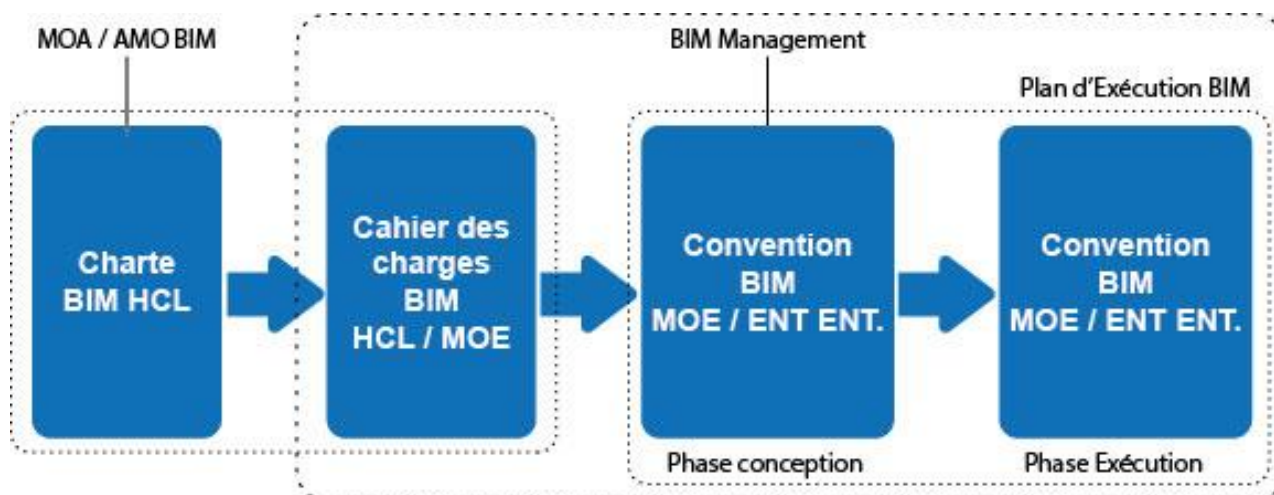 MOA / AMO BIM
BIM Management
Plan d'Exécution BIM
Charte
BIM HCL
Cahier des
charges
BIM
HCL / MOE
Convention
BIM
MOE / ENT ENT.
Convention
BIM
MOE / ENT ENT.
Phase conception
Phase Exécution